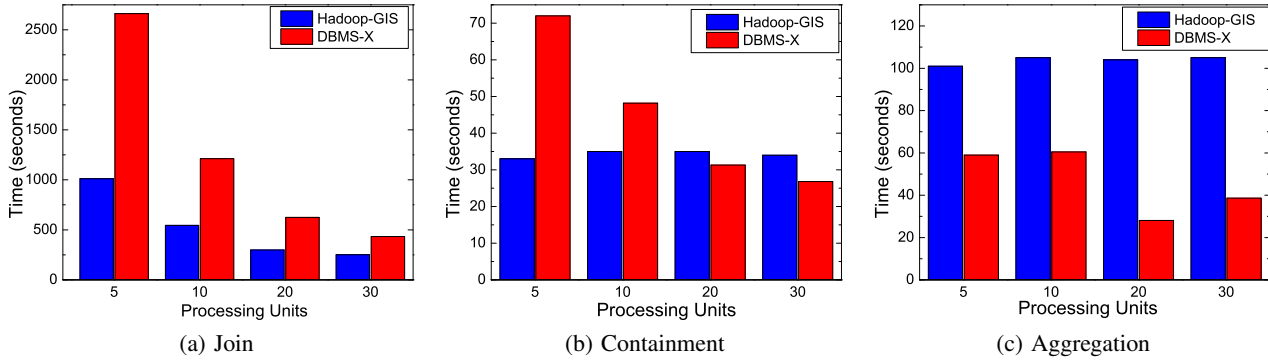 2500
2000
1500
1000
500
0
Time (seconds)
Hadoop-GIS
DBMS-X
5 10 20 30
Processing Units
(a) Join
70
60
50
40
30
20
10
0
Time (seconds)
Hadoop-GIS
DBMS-X
5 10 20 30
Processing Units
(b) Containment
120
100
80
60
40
20
0
Time (seconds)
Hadoop-GIS
DBMS-X
5 10 20 30
Processing Units
(c) Aggregation